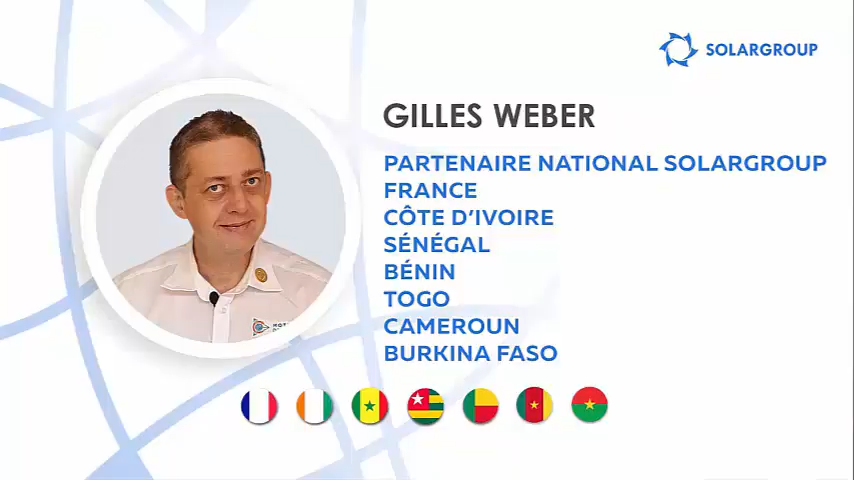 SOLARGROUP
GILLES WEBER
PARTENAIRE NATIONAL SOLARGROUP
FRANCE
CÔTE D'IVOIRE
SÉNÉGAL
BÉNIN
TOGO
CAMEROUN
BURKINA FASO